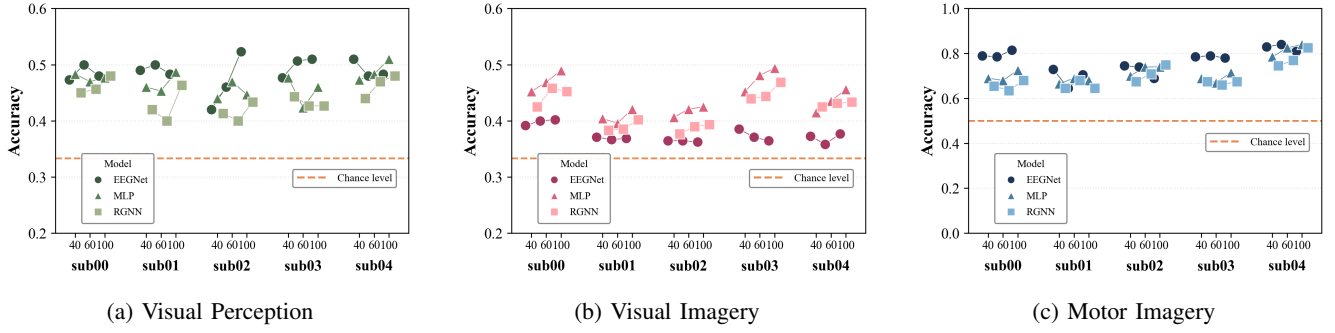 Accuracy
0.6
0.5
0.4
0.3
0.2
Model
EEGNet
MLP
RGNN
Chance level
40 60100 40 60100 40 60100 40 60100 40 60100
sub00 sub01 sub02 sub03 sub04
(a) Visual Perception
Accuracy
0.6
0.5
0.4
0.3
0.2
Model
EEGNet
MLP
RGNN
Chance level
40 60100 40 60100 40 60100 40 60100 40 60100
sub00 sub01 sub02 sub03 sub04
(b) Visual Imagery
Accuracy
1.0
0.8
0.6
0.4
0.2
0.0
Chance level
Model
EEGNet
MLP
RGNN
40 60100 40 60100 40 60100 40 60100 40 60100
sub00 sub01 sub02 sub03 sub04
(c) Motor Imagery